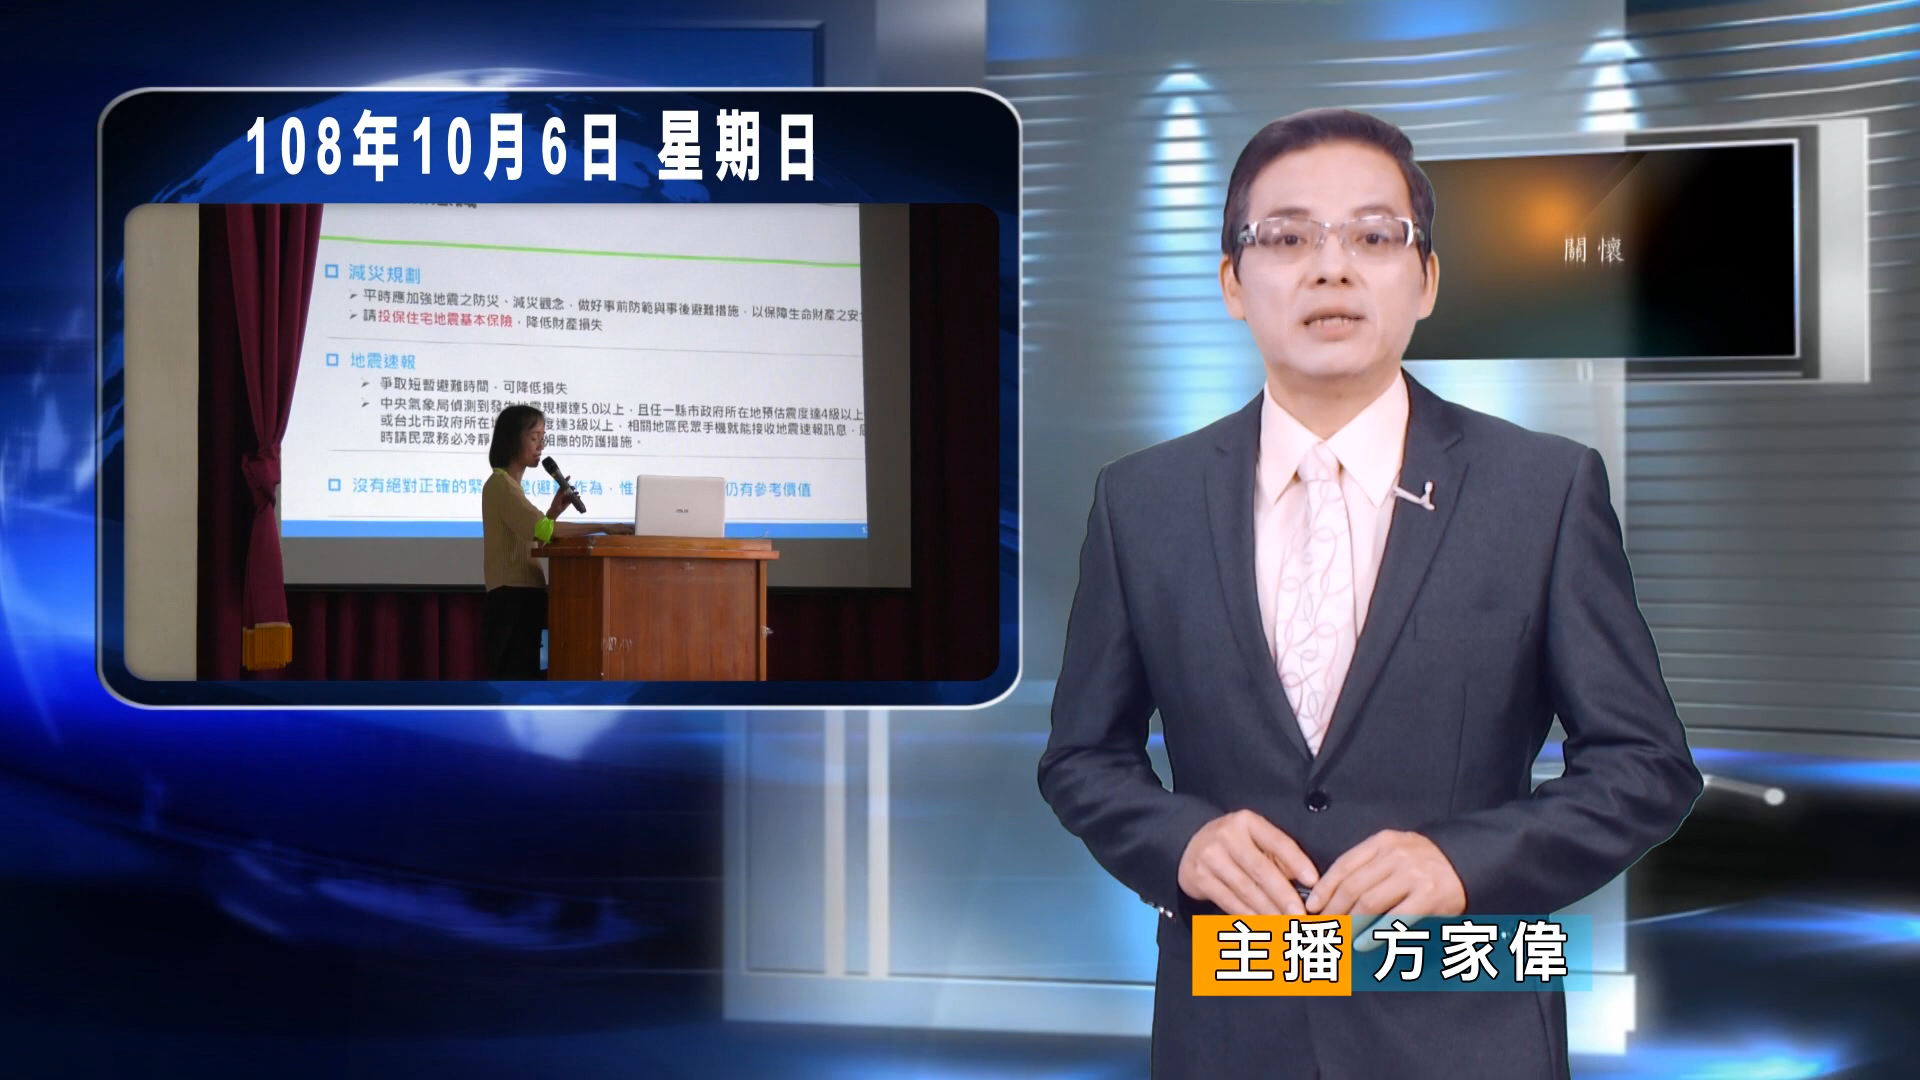 108年10月6日 星期日
減災規劃
平時應加強地震之防災、減災觀念，做好事前防範與事後避難措施，以保障生命財產之安
請投保住宅地震基本保險，降低財產損失
地震速報
爭取短暫避難時間，可降低損失
中央氣象局偵測到發生地震規模達5.0以上，且任一縣市政府所在地預估震度達4級以上
或台北市政府所在 度達3級以上，相關地區民眾手機就能接收地震速報訊息，
時請民眾務必冷靜 相應的防護措施。
沒有絕對正確的緊 (避 作為，惟 仍有參考價值
ASUS
關懷
主播 方家偉